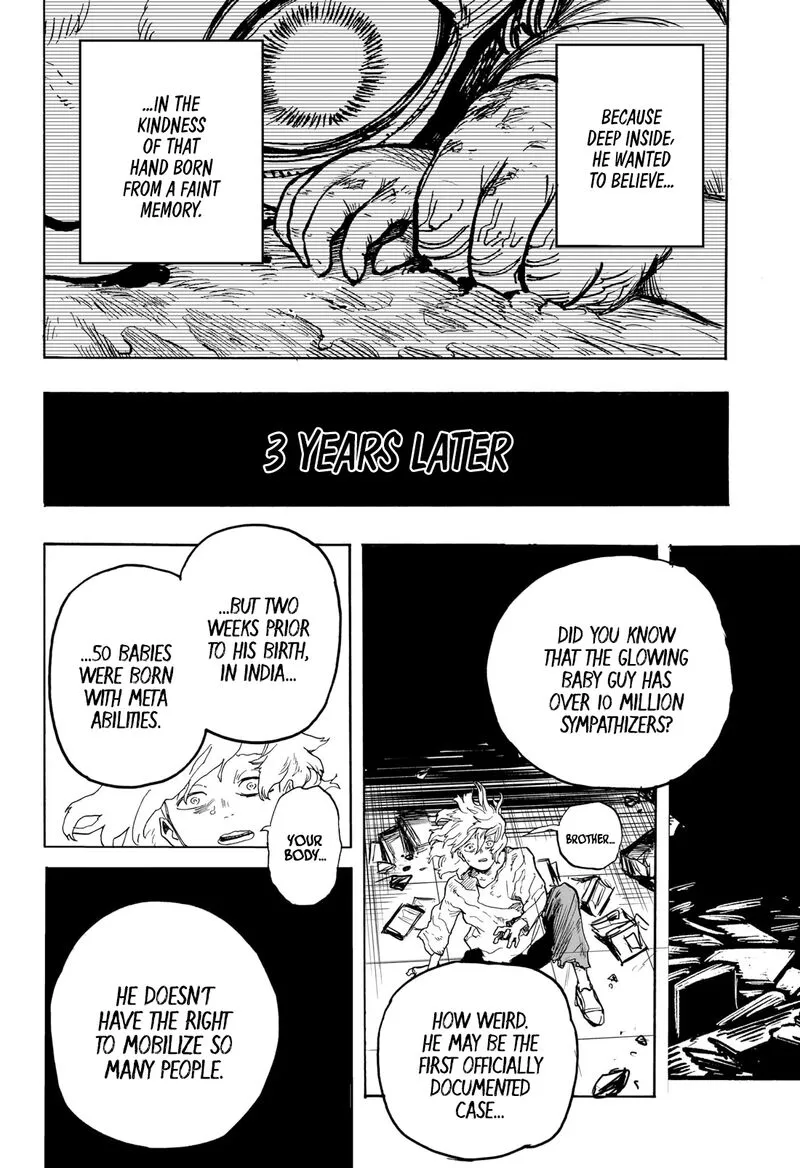 BECAUSE
DEEP INSIDE,
HE WANTED
TO BELIEVE...
...IN THE
KINDNESS
OF THAT
HAND BORN
FROM A FAINT
MEMORY.
3 YEARS LATER
DID YOU KNOW
THAT THE GLOWING
BABY GUY HAS
OVER 10 MILLION
SYMPATHIZERS?
BROTHER...
HOW WEIRD.
HE MAY BE THE
FIRST OFFICIALLY
DOCUMENTED
CASE...
...BUT TWO
WEEKS PRIOR
TO HIS BIRTH,
IN INDIA...
...50 BABIES
WERE BORN
WITH META
ABILITIES.
YOUR
BODY...
HE DOESN'T
HAVE THE RIGHT
TO MOBILIZE SO
MANY PEOPLE.